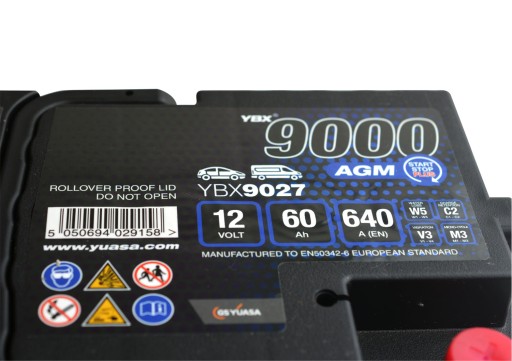 YBX®
9000
AGM
START
STOP
PLUS
YBX9027
ROLLOVER PROOF LID
DO NOT OPEN
5 050694 029158 >
www.yuasa.com
12
VOLT
60
Ah
640
A (EN)
W5
C2
V3
M3
MANUFACTURED TO EN50342-6 EUROPEAN STANDARD
GS YUASA